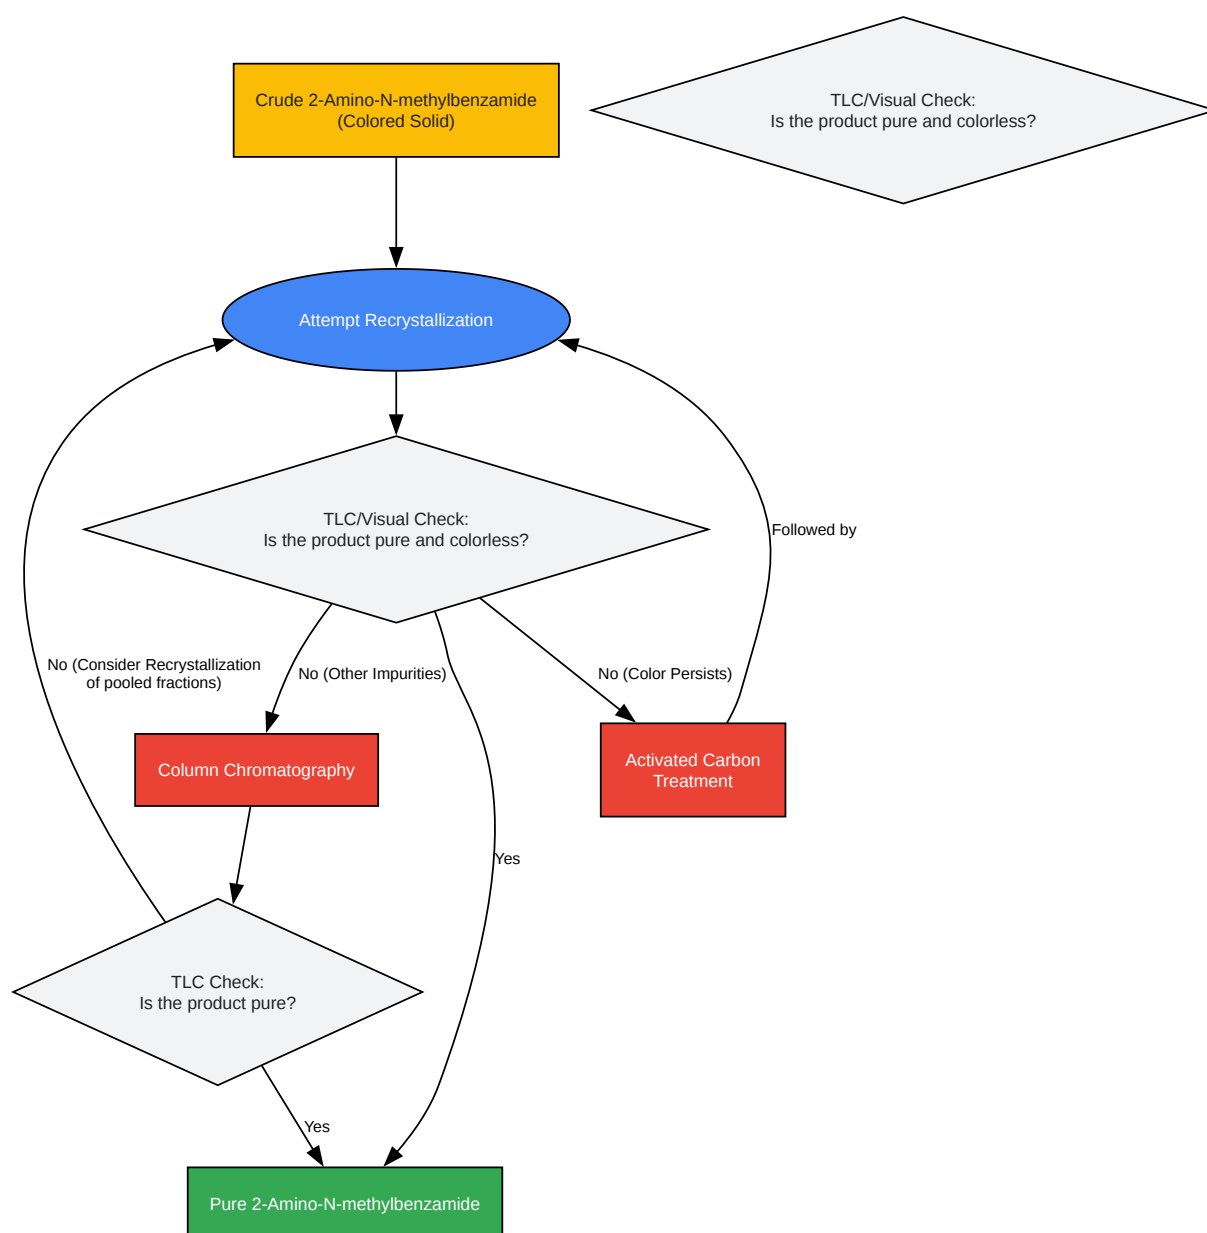 Crude 2-Amino-N-methylbenzamide
(Colored Solid)
TLC/Visual Check:
Is the product pure and colorless?
Attempt Recrystallization
TLC/Visual Check:
Is the product pure and colorless?
Followed by
No (Consider Recrystallization
of pooled fractions)
No (Other Impurities)
No (Color Persists)
Column Chromatography
Activated Carbon
Treatment
Yes
TLC Check:
Is the product pure?
Yes
Pure 2-Amino-N-methylbenzamide